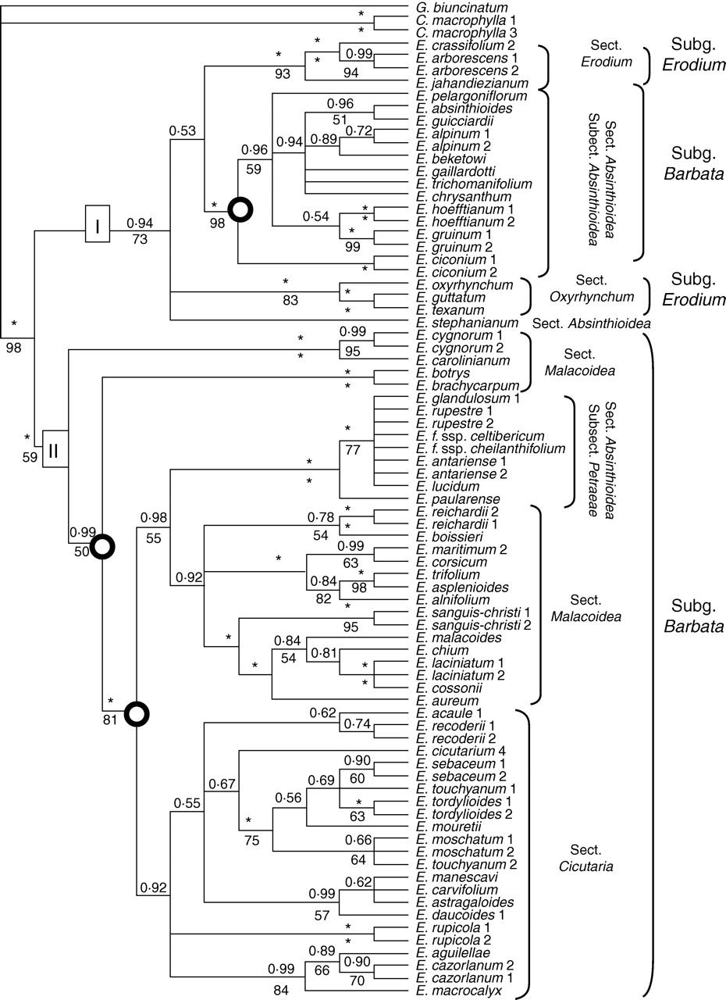 G. biuncinatum
*
C. macrophylla 1
*
C. macrophylla 3
*
E. crassifolium 2
* 0·99
E. arborescens 1
*
E. arborescens 2
93 94
E. jahandiezianum
Sect.
Erodium
Subg.
Erodium
E. pelargoniflorum
0·96
E. absinthioides
51
E. guicciardii
0·53
0·72
E. alpinum 1
0·96 0·94 0·89
E. alpinum 2
59
E. beketowi
E. gaillardotti
E. trichomanifolium
E. chrysanthum
Sect. Absinthioidea
Subect. Absinthioidea
Subg.
Barbata
*
98
*
E. hoefftianum 1
0·54 *
E. hoefftianum 2
I
0·94
73
*
E. gruinum 1
99
E. gruinum 2
E. ciconium 1
*
E. ciconium 2
*
83
E. oxyrhynchum
*
E. guttatum
*
E. texanum
Sect.
Oxyrhynchum
Subg.
Erodium
E. stephanianum
Sect. Absinthioidea
*
98
0·99
E. cygnorum 1
*
*
95
E. cygnorum 2
E. carolinianum
*
E. botrys
*
E. brachycarpum
Sect.
Malacoidea
E. glandulosum 1
E. rupestre 1
E. rupestre 2
*
E. f. ssp. celtibericum
77
E. f. ssp. cheilanthifolium
E. antariense 1
E. antariense 2
E. lucidum
E. paularense
Sect. Absinthioidea
Subsect. Petraeae
*
59
II
*
*
0·99
50
0·98
55
*
E. reichardii 2
0·78 *
E. reichardii 1
54
E. boissieri
0·99
E. maritimum 2
* 63
E. corsicum
0·92
*
E. trifolium
0·84 98
E. asplenioides
82
E. alnifolium
*
E. sanguis-christi 1
95
E. sanguis-christi 2
* 0·84
E. malacoides
54 0·81
E. chium
* *
E. laciniatum 1
E. laciniatum 2
*
E. cossonii
E. aureum
Sect.
Malacoidea
Subg.
Barbata
*
81
0·62
E. acaule 1
0·74
E. recoderii 1
E. recoderii 2
E. cicutarium 4
0·90
E. sebaceum 1
0·67 0·69 60
E. sebaceum 2
E. touchyanum 1
0·55 0·56 *
E. tordylioides 1
63
E. tordylioides 2
*
75
E. mouretii
0·66
E. moschatum 1
E. moschatum 2
64
E. touchyanum 2
0·62
E. manescavi
0·92 0·99
E. carvifolium
E. astragaloides
57
E. daucoides 1
*
E. rupicola 1
*
E. rupicola 2
0·89
E. aguilellae
0·99 66 0·90
E. cazorlanum 2
70
E. cazorlanum 1
84
E. macrocalyx
Sect.
Cicutaria